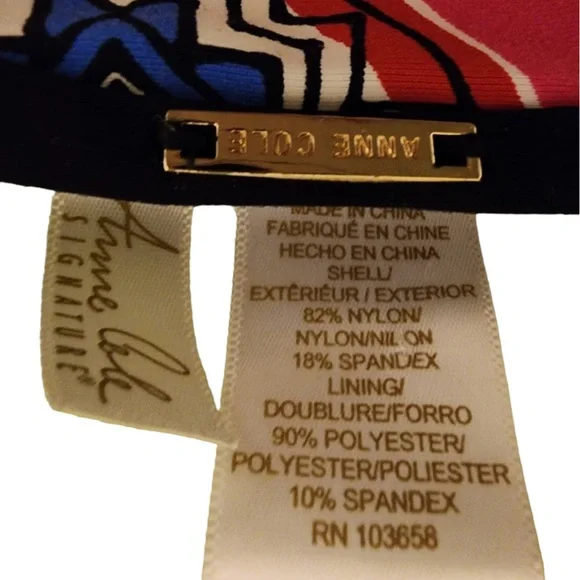 ANNE COLE
Anne Cole
SIGNATURE®
MADE IN CHINA
FABRIQUÉ EN CHINE
HECHO EN CHINA
SHELL/
EXTÉRIEUR / EXTERIOR
82% NYLON/
NYLON/NILON
18% SPANDEX
LINING/
DOUBLURE/FORRO
90% POLYESTER/
POLYESTER/POLIESTER
10% SPANDEX
RN 103658